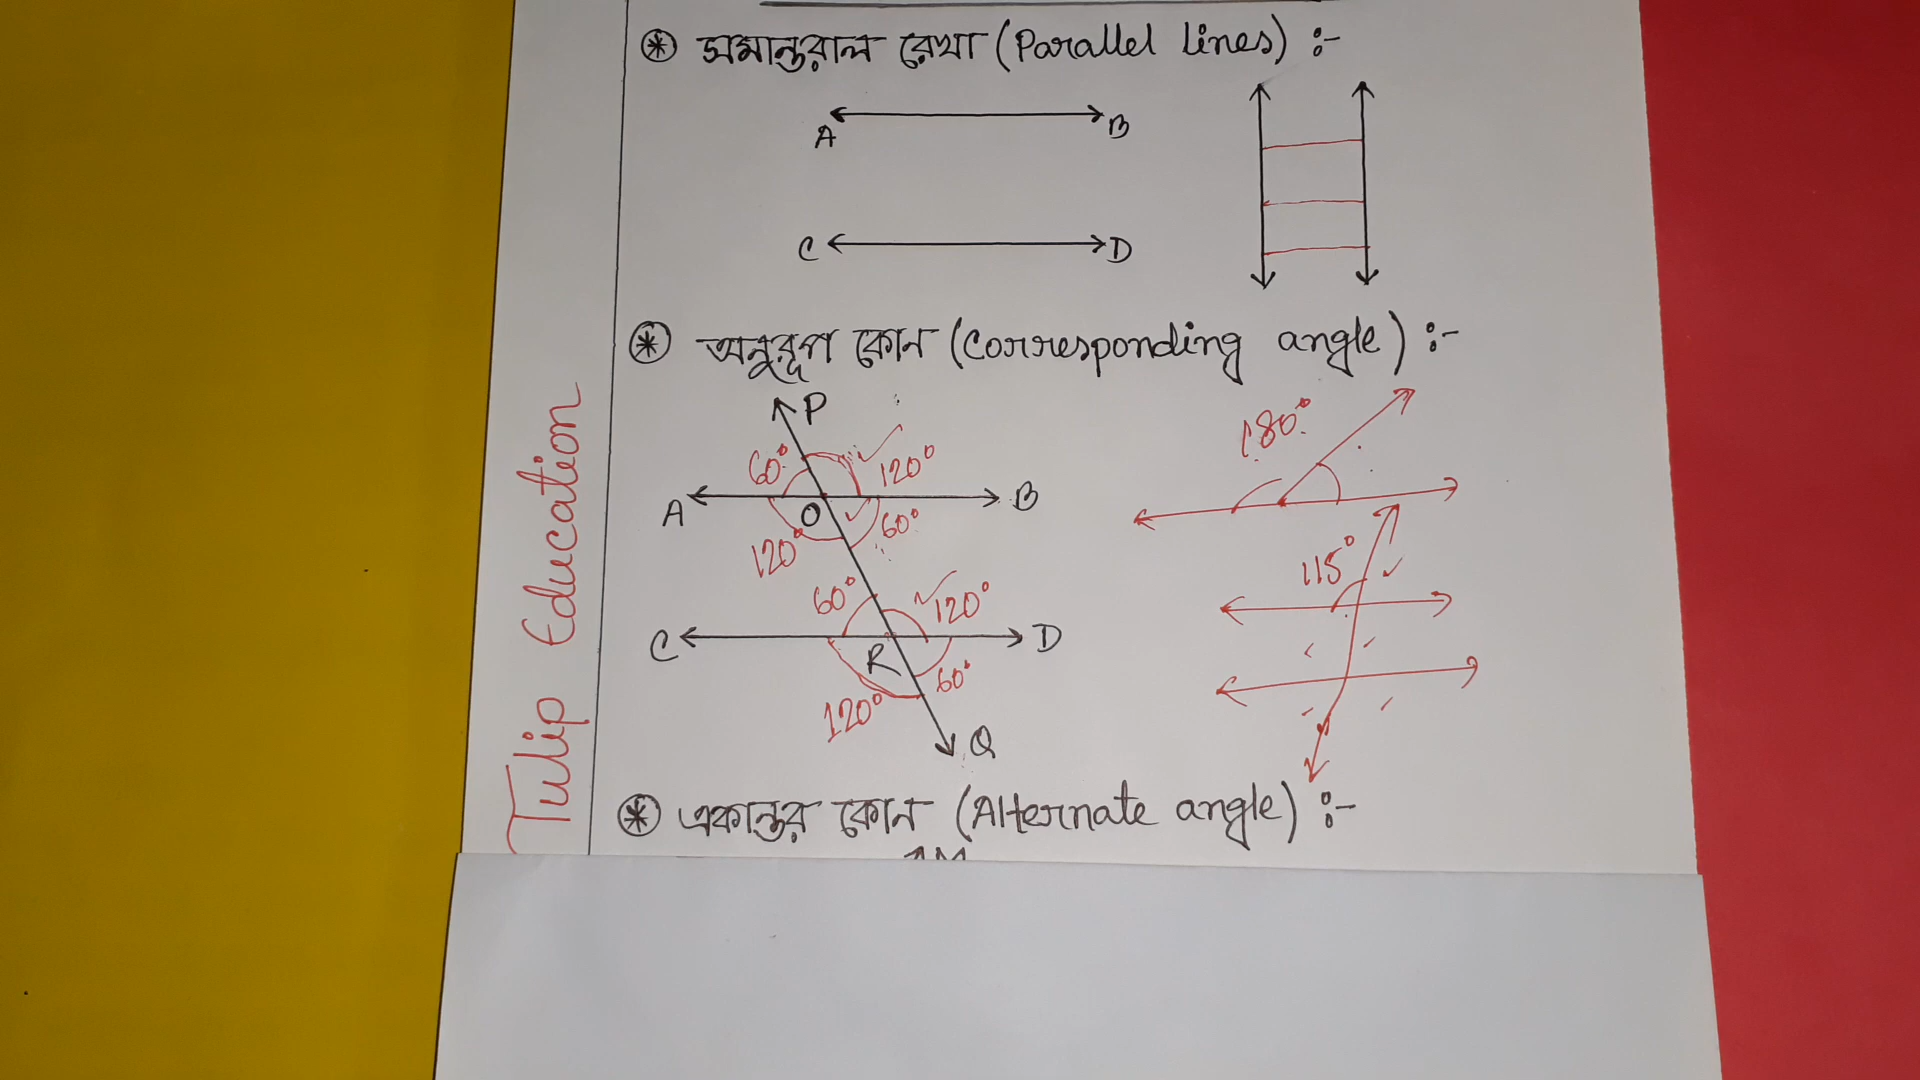 ⊛ সমান্তরাল রেখা (Parallel lines) :-
A B
C D
⊛ অনুরূপ কোন (Corresponding angle) :-
P
60° 120°
A O B
120° 60°
60° 120°
C R D
120° 60°
Q
180°
115°
⊛ একান্তর কোন (Alternate angle) :-
Tulip Education